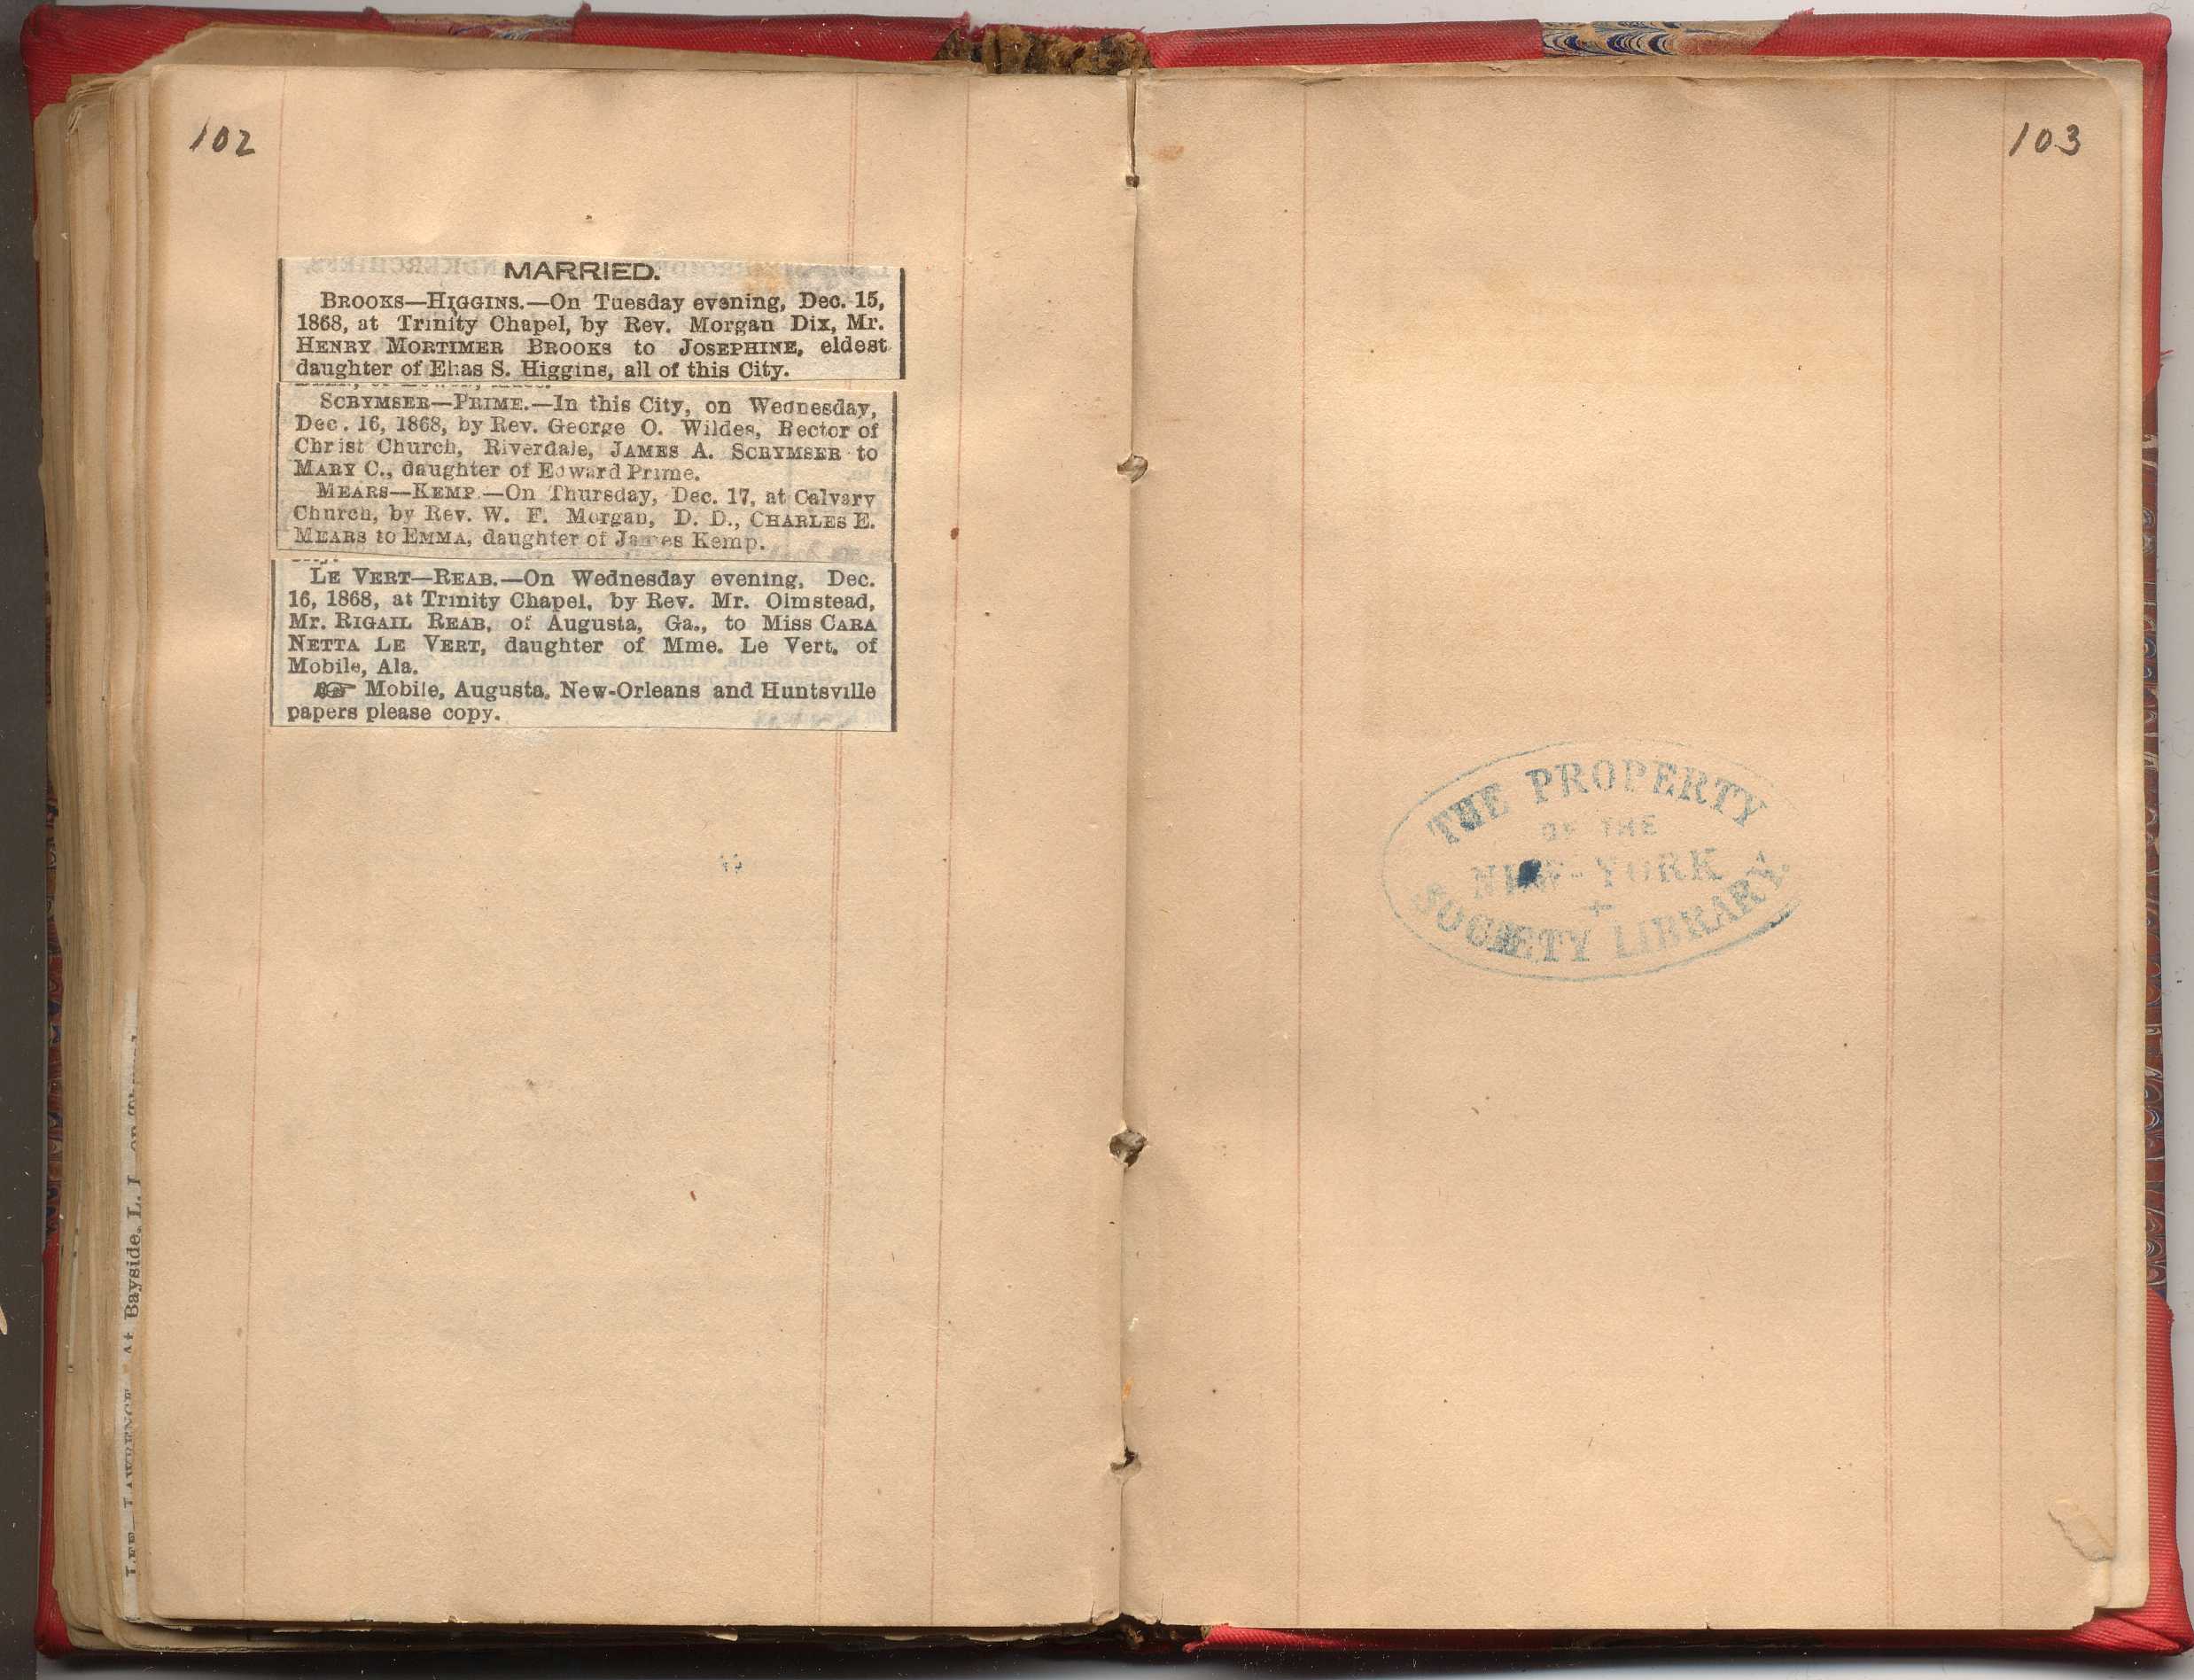 102
MARRIED.
BROOKS—HIGGINS.—On Tuesday evening, Dec. 15,
1868, at Trinity Chapel, by Rev. Morgan Dix, Mr.
HENRY MORTIMER BROOKS to JOSEPHINE, eldest
daughter of Elias S. Higgins, all of this City.
SCRYMSER—PRIME.—In this City, on Wednesday,
Dec. 16, 1868, by Rev. George O. Wildes, Rector of
Christ Church, Riverdale, JAMES A. SCRYMSER to
MARY C., daughter of Edward Prime.
MEARS—KEMP.—On Thursday, Dec. 17, at Calvary
Church, by Rev. W. F. Morgan, D. D., CHARLES E.
MEARS to EMMA, daughter of James Kemp.
LE VERT—REAB.—On Wednesday evening, Dec.
16, 1868, at Trinity Chapel, by Rev. Mr. Olmstead,
Mr. RIGAIL REAB, of Augusta, Ga., to Miss CARA
NETTA LE VERT, daughter of Mme. Le Vert, of
Mobile, Ala.
☞ Mobile, Augusta, New-Orleans and Huntsville
papers please copy.
LEE—LAWRENCE At Bayside, L. I. on
103
THE PROPERTY
OF THE
NEW-YORK
SOCIETY LIBRARY